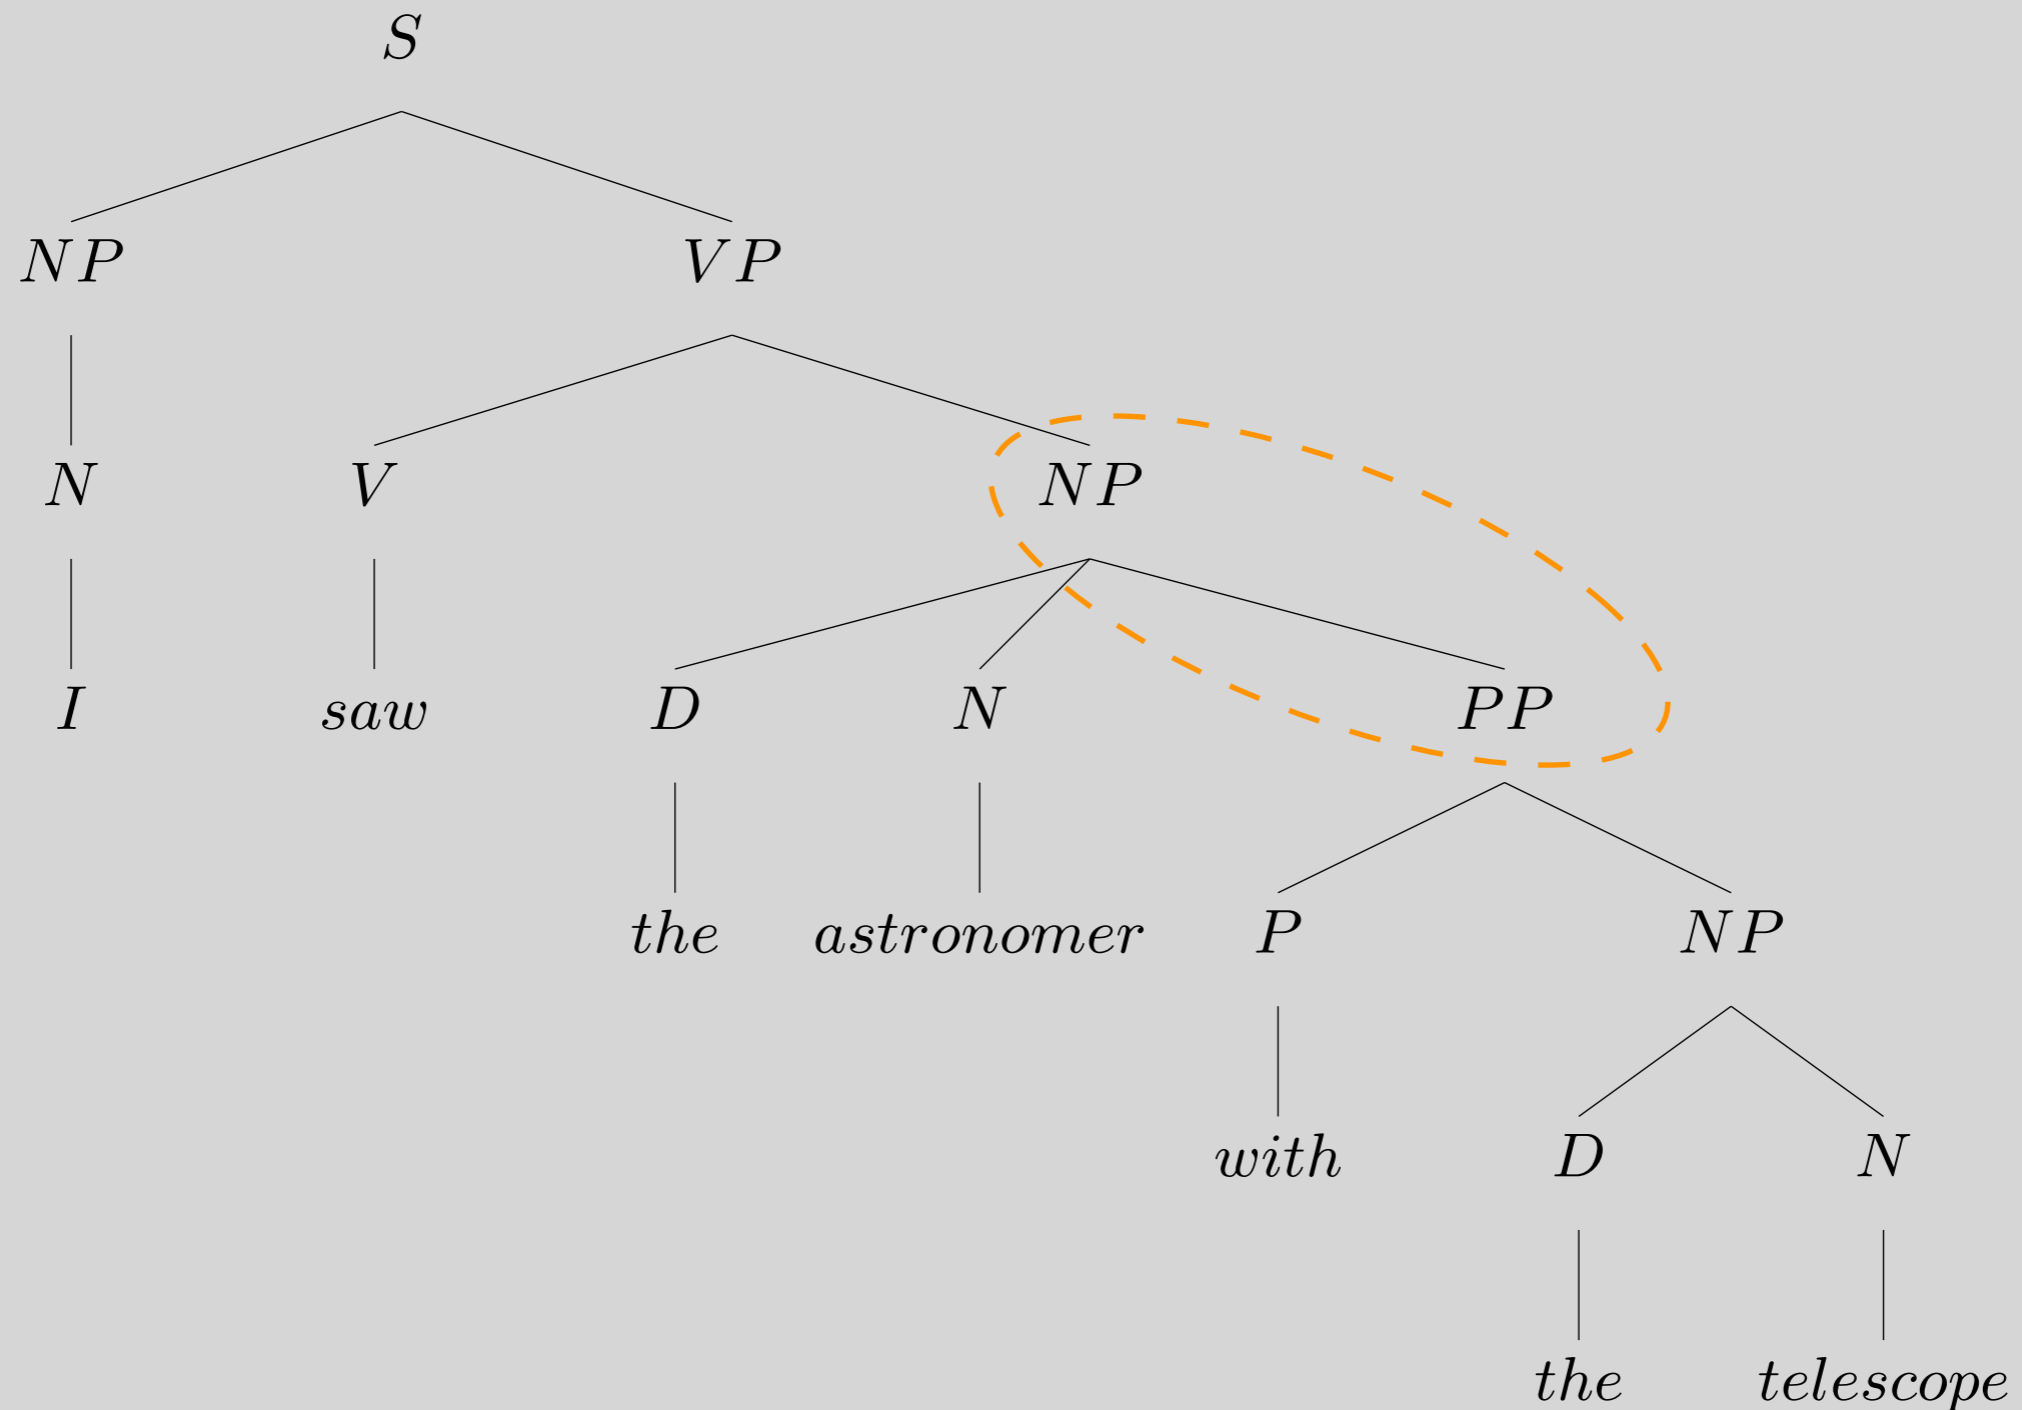 S
NP VP
N V NP
I saw D N PP
the astronomer P NP
with D N
the telescope